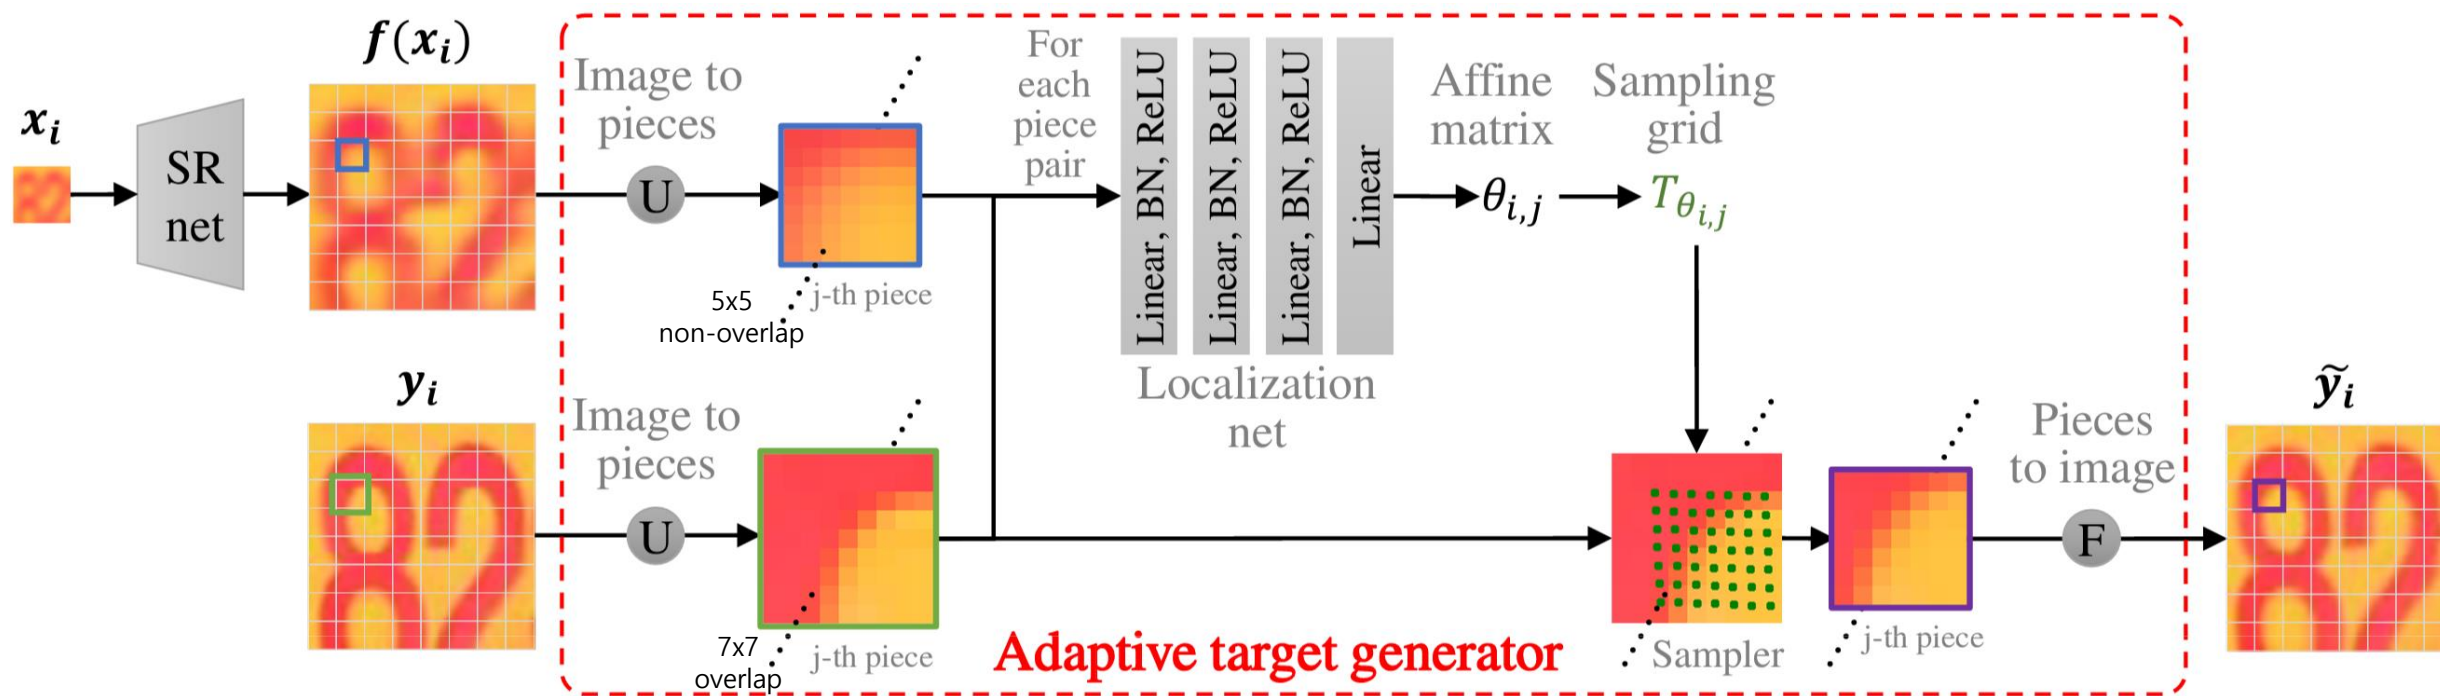 x_i
SR
net
f(x_i)
Image to
pieces
U
5x5
non-overlap
j-th piece
For
each
piece
pair
Linear, BN, ReLU
Linear, BN, ReLU
Linear, BN, ReLU
Linear
Localization
net
Affine
matrix
θ_{i,j}
Sampling
grid
T_{θ_{i,j}}
y_i
Image to
pieces
U
7x7
overlap
j-th piece
Adaptive target generator
Sampler
j-th piece
Pieces
to image
F
ỹ_i